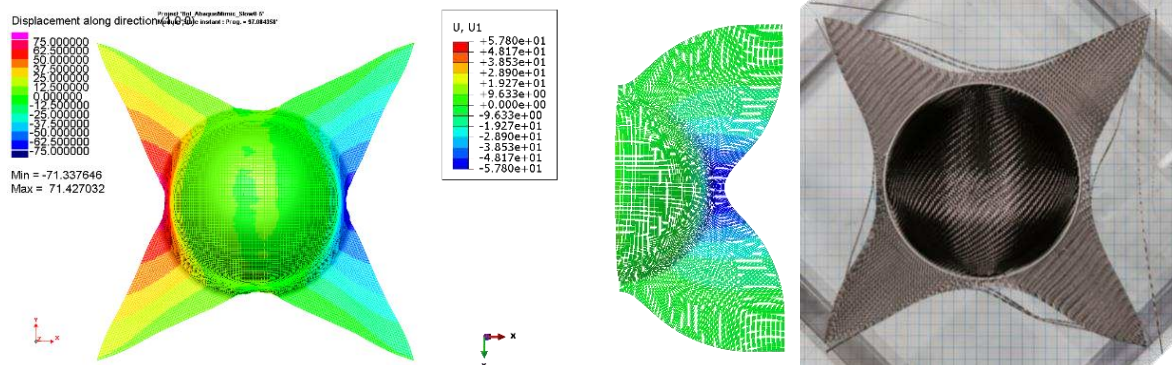 Displacement along direction
75.000000
62.500000
50.000000
37.500000
25.000000
12.500000
0.000000
-12.500000
-25.000000
-37.500000
-50.000000
-62.500000
-75.000000
Min = -71.337646
Max = 71.427032
U, U1
+5.780e+01
+4.817e+01
+3.853e+01
+2.890e+01
+1.927e+01
+9.633e+00
+0.000e+00
-9.633e+00
-1.927e+01
-2.890e+01
-3.853e+01
-4.817e+01
-5.780e+01
Y
X
X